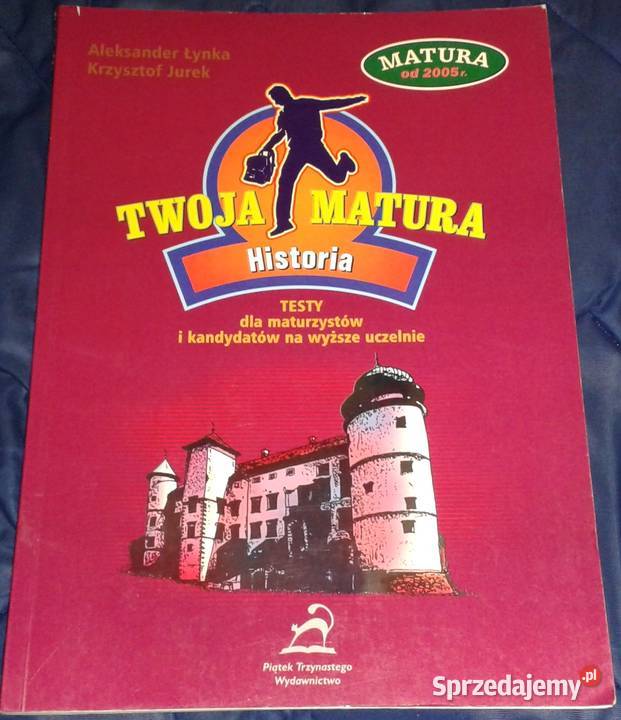 Aleksander Łynka
Krzysztof Jurek
MATURA
od 2005r.
TWOJA MATURA
Historia
TESTY
dla maturzystów
i kandydatów na wyższe uczelnie
Piątek Trzynastego
Wydawnictwo
Sprzedajemy.pl